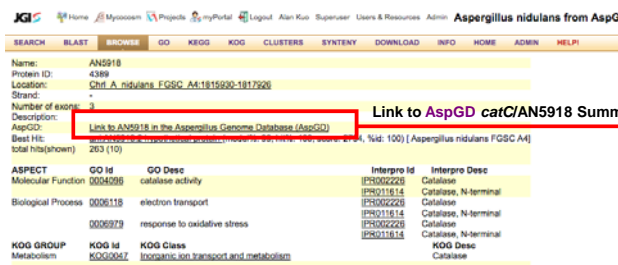 JGI Home Mycocosm Projects myPortal Logout Alan Kuo Superuser Users & Resources Admin Aspergillus nidulans from AspG
SEARCH BLAST BROWSE GO KEGG KOG CLUSTERS SYNTENY DOWNLOAD INFO HOME ADMIN HELP!
Name: AN5918
Protein ID: 4389
Location: ChrI_A_nidulans_FGSC_A4:1815930-1817926
Strand: -
Number of exons: 3
Description:
Link to AspGD catC/AN5918 Summ
AspGD: Link to AN5918 in the Aspergillus Genome Database (AspGD)
Best Hit: %id: 100) [ Aspergillus nidulans FGSC A4]
total hits(shown) 263 (10)
ASPECT GO Id GO Desc Interpro Id Interpro Desc
Molecular Function 0004096 catalase activity IPR002226 Catalase
IPR011614 Catalase, N-terminal
Biological Process 0006118 electron transport IPR002226 Catalase
IPR011614 Catalase, N-terminal
0006979 response to oxidative stress IPR002226 Catalase
IPR011614 Catalase, N-terminal
KOG GROUP KOG Id KOG Class KOG Desc
Metabolism KOG0047 Inorganic ion transport and metabolism Catalase